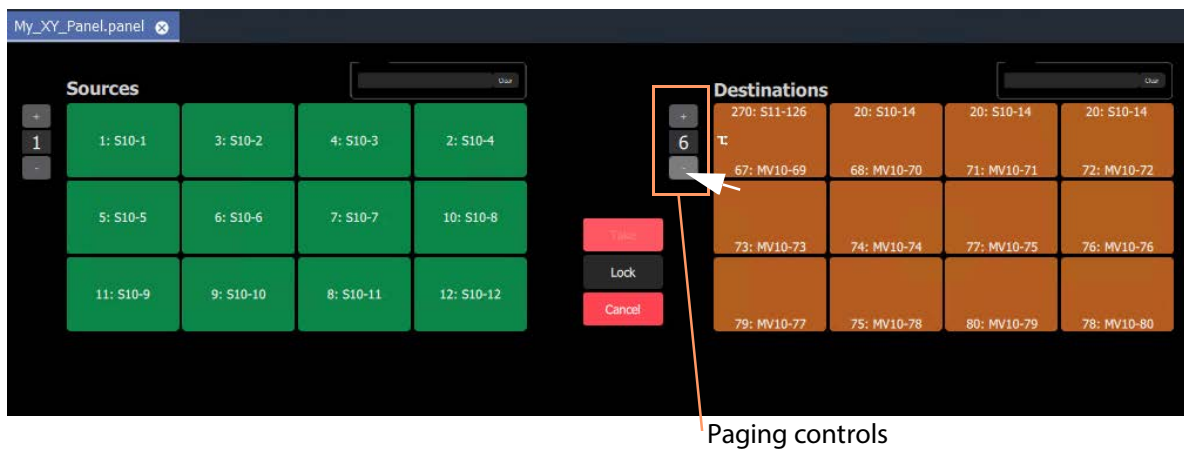 My_XY_Panel.panel
Sources
Clear
Destinations
Clear
+
1
-
1: S10-1
3: S10-2
4: S10-3
2: S10-4
5: S10-5
6: S10-6
7: S10-7
10: S10-8
11: S10-9
9: S10-10
8: S10-11
12: S10-12
Take
Lock
Cancel
+
6
-
270: S11-126
67: MV10-69
20: S10-14
68: MV10-70
20: S10-14
71: MV10-71
20: S10-14
72: MV10-72
73: MV10-73
74: MV10-74
77: MV10-75
76: MV10-76
79: MV10-77
75: MV10-78
80: MV10-79
78: MV10-80
Paging controls